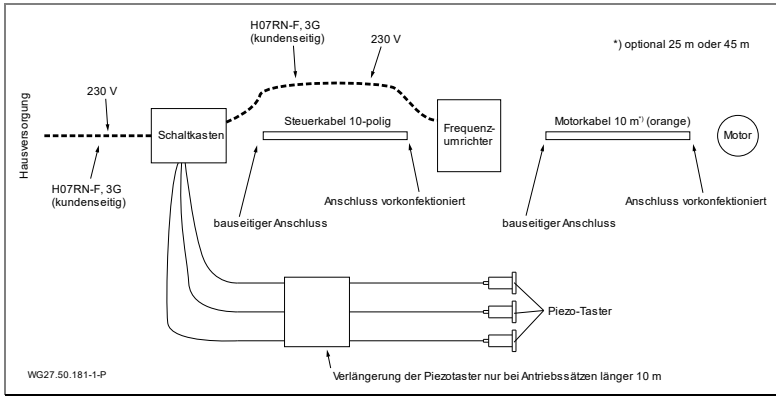 H07RN-F, 3G
(kundenseitig)
230 V
*) optional 25 m oder 45 m
Hausversorgung
230 V
Schaltkasten
Steuerkabel 10-polig
Frequenz-
umrichter
Motorkabel 10 m*) (orange)
Motor
H07RN-F, 3G
(kundenseitig)
bauseitiger Anschluss
Anschluss vorkonfektioniert
bauseitiger Anschluss
Anschluss vorkonfektioniert
Piezo-Taster
WG27.50.181-1-P
Verlängerung der Piezotaster nur bei Antriebssätzen länger 10 m